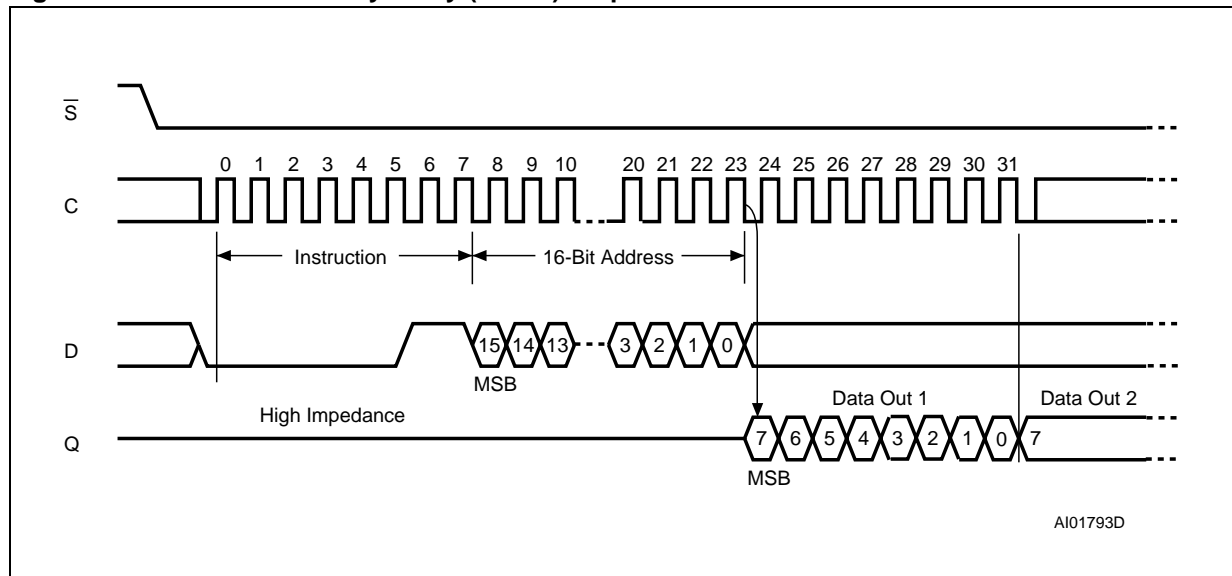 S
0 1 2 3 4 5 6 7 8 9 10 20 21 22 23 24 25 26 27 28 29 30 31
C
Instruction 16-Bit Address
D 15 14 13 3 2 1 0
MSB
High Impedance Data Out 1 Data Out 2
Q 7 6 5 4 3 2 1 0 7
MSB
AI01793D